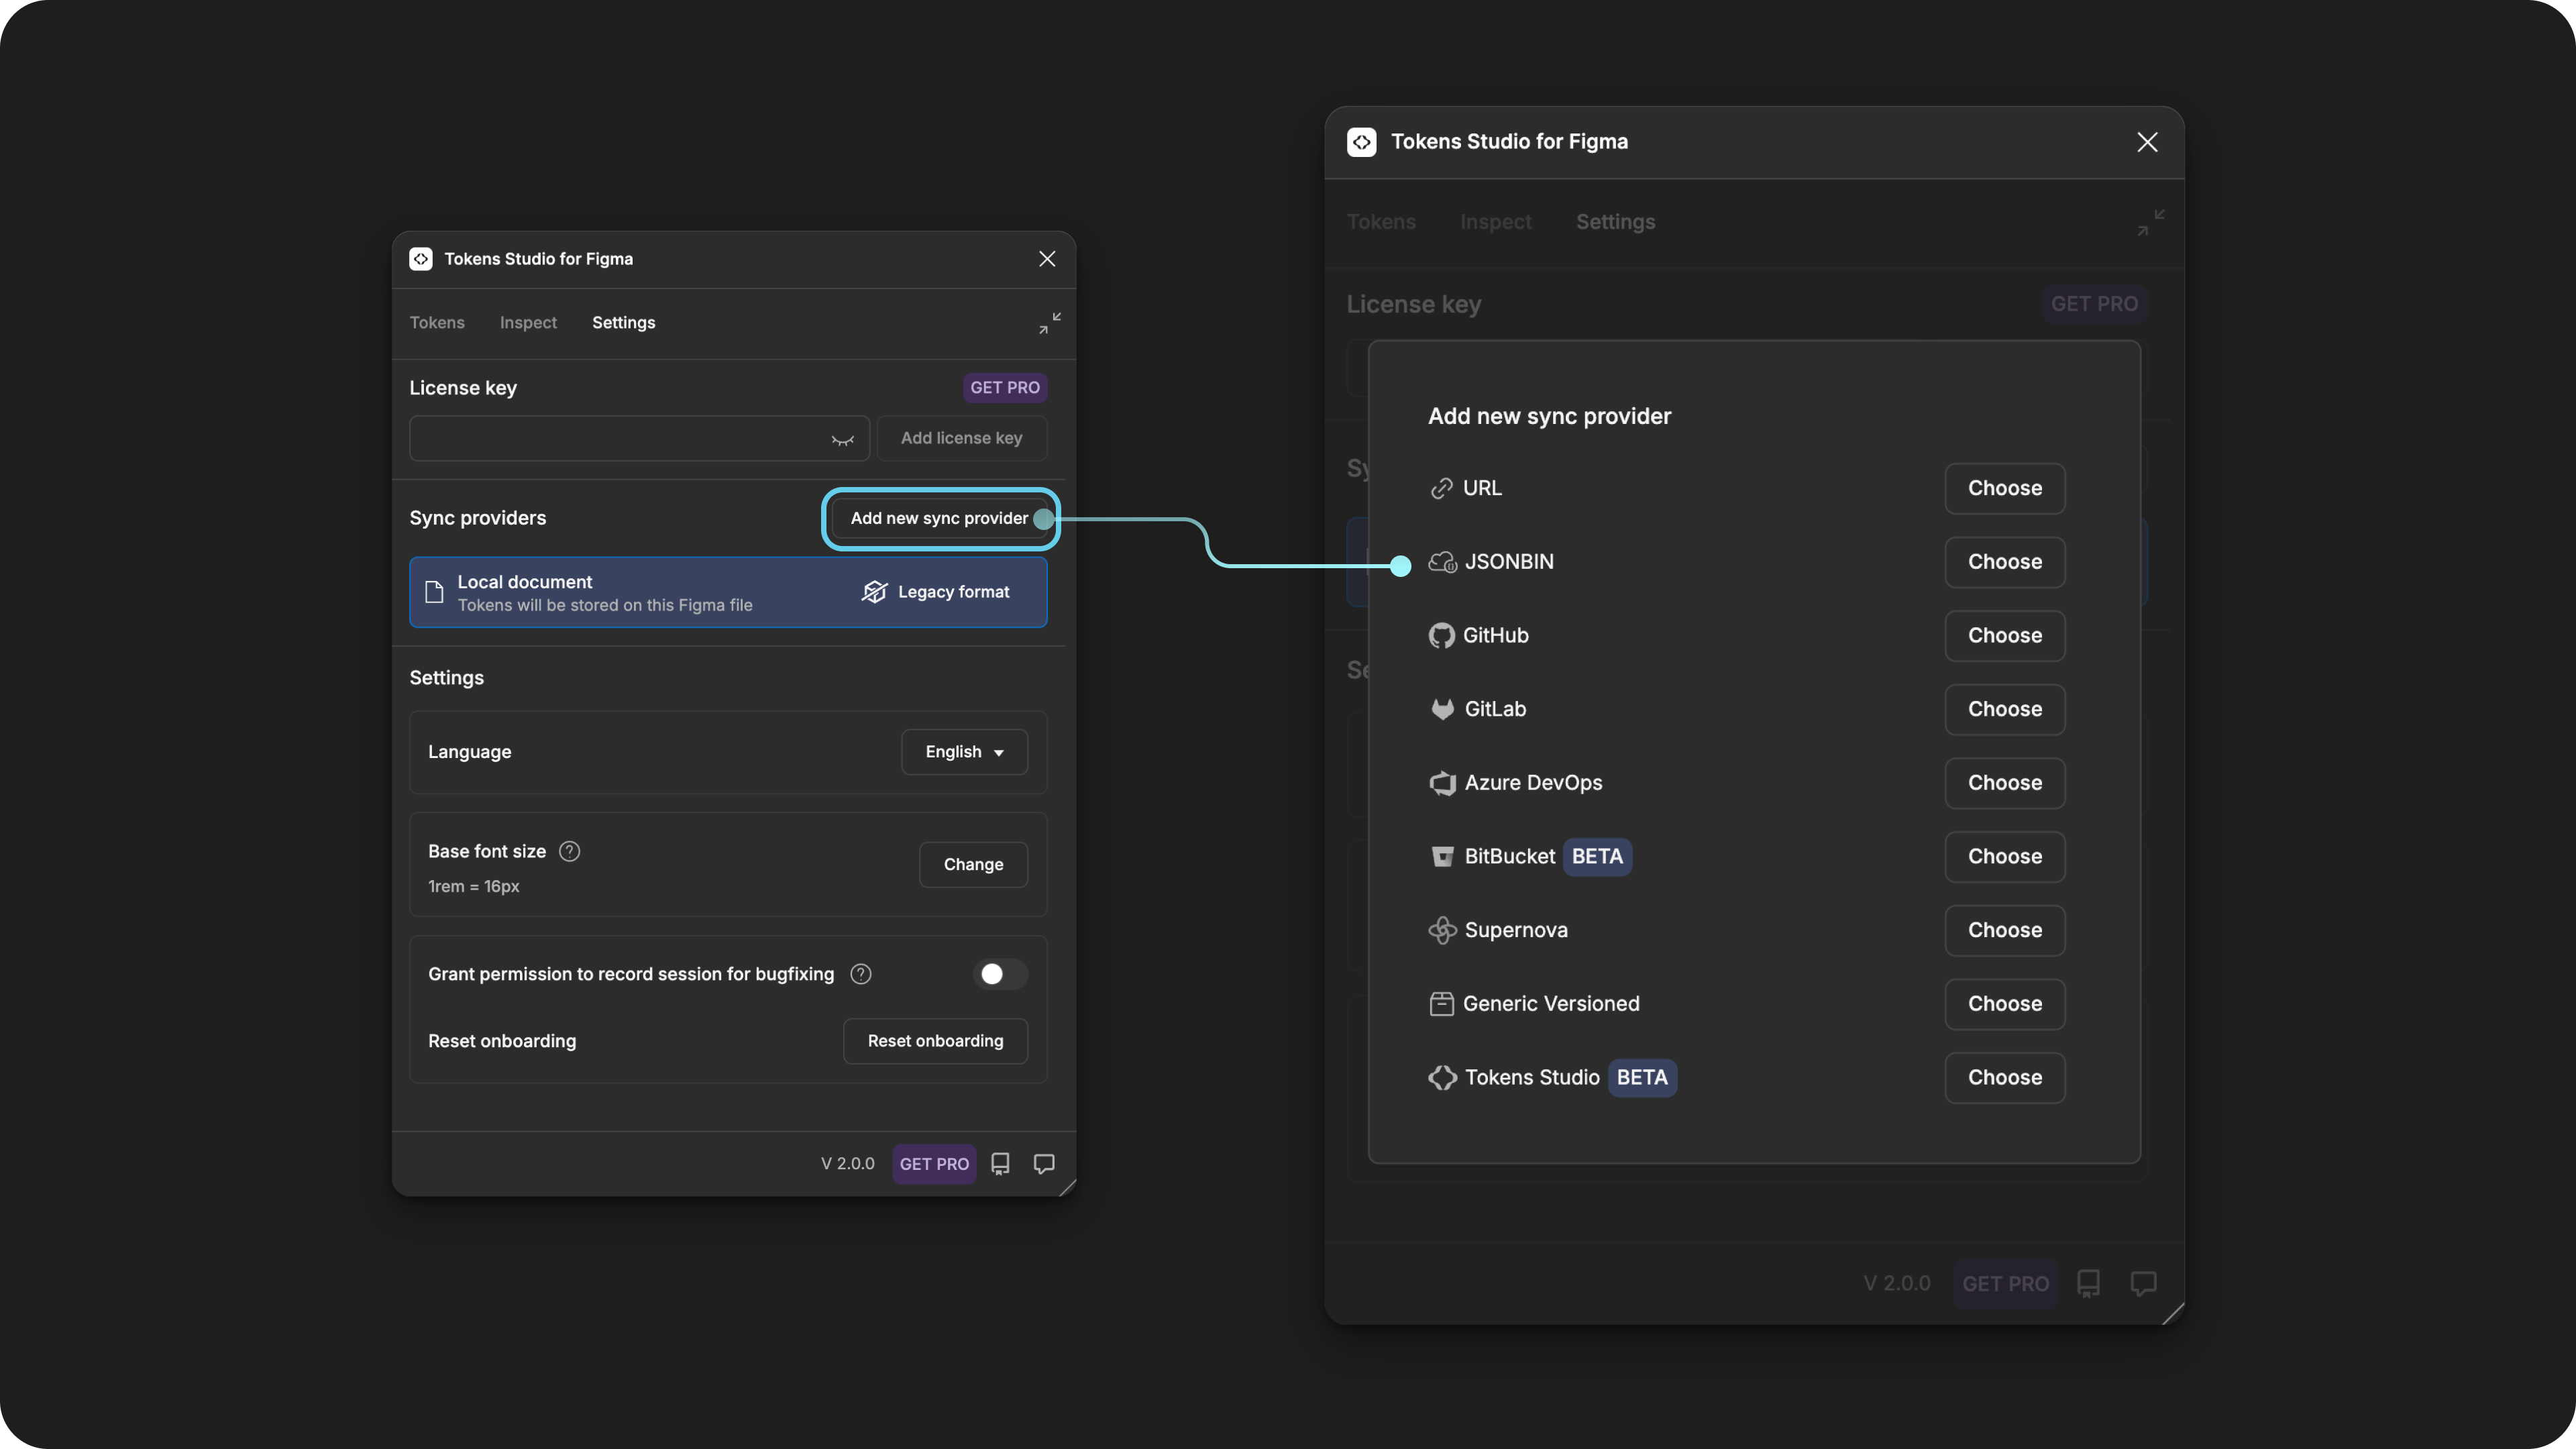 Tokens Studio for Figma
Tokens Inspect Settings
License key GET PRO
Add license key
Sync providers Add new sync provider
Local document
Tokens will be stored on this Figma file
Legacy format
Settings
Language English
Base font size ?
1rem = 16px
Change
Grant permission to record session for bugfixing ?
Reset onboarding Reset onboarding
V 2.0.0 GET PRO
Tokens Studio for Figma
Tokens Inspect Settings
License key GET PRO
Sy
Se
Add new sync provider
URL Choose
JSONBIN Choose
GitHub Choose
GitLab Choose
Azure DevOps Choose
BitBucket BETA Choose
Supernova Choose
Generic Versioned Choose
Tokens Studio BETA Choose
V 2.0.0 GET PRO